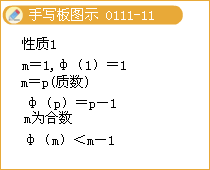 手写板图示 0111-11
性质1
m＝1,φ（1）＝1
m＝p(质数)
φ（p）＝p－1
m为合数
φ（m）＜m－1